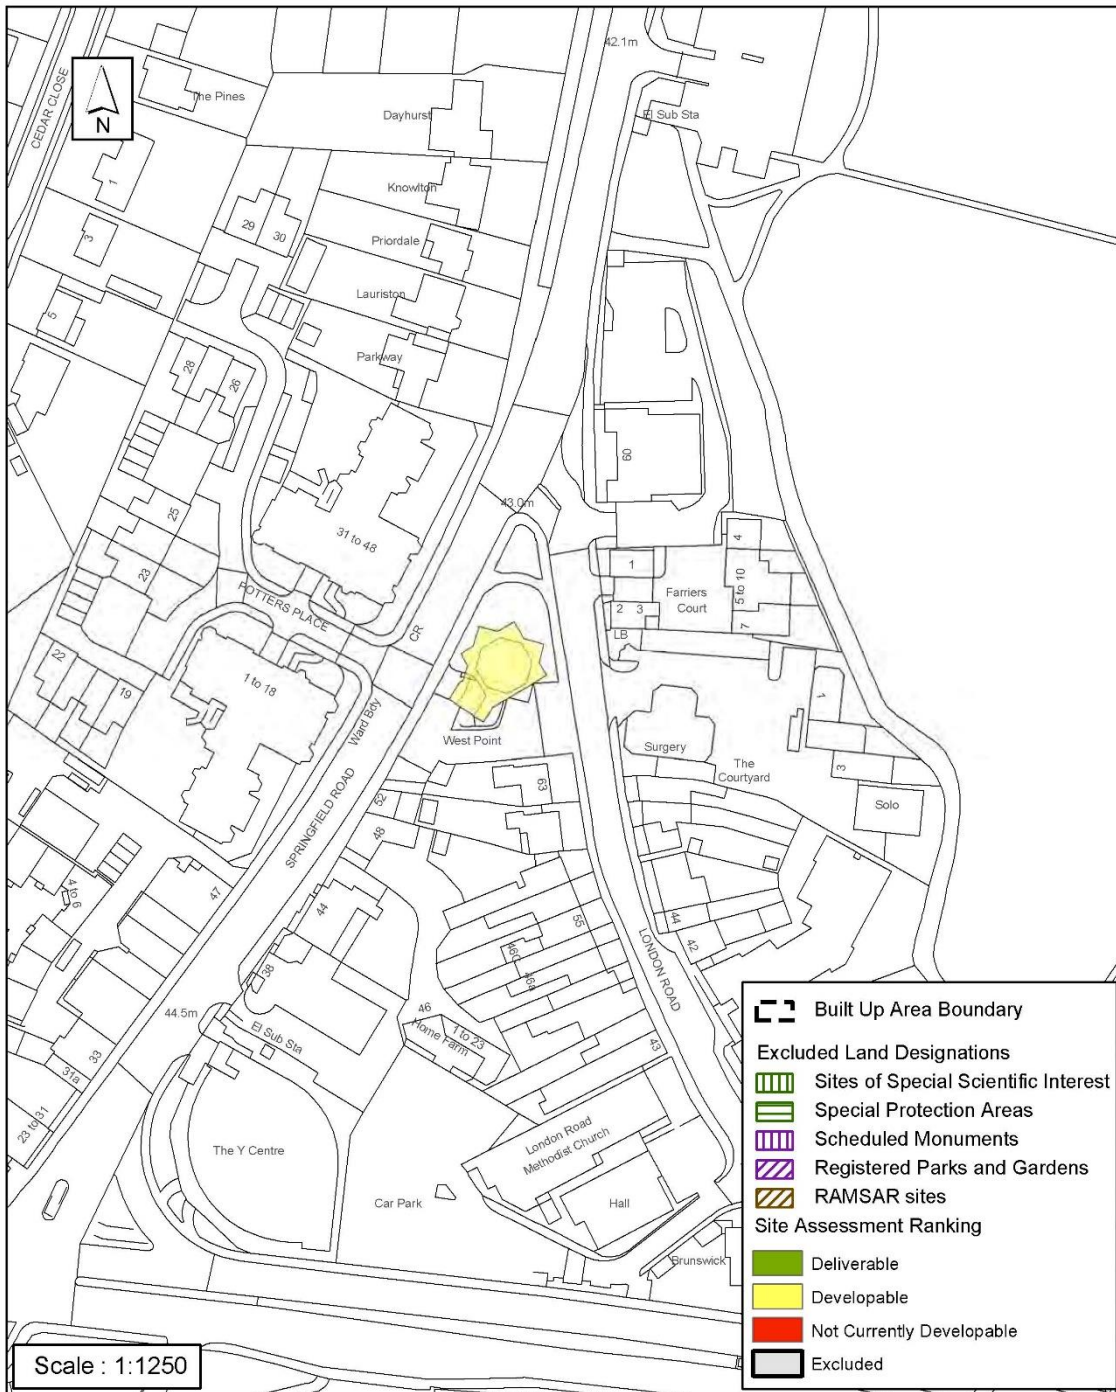 42.1m
CEDAR CLOSE
N
The Pines
Dayhurst
El Sub Sta
1
Knowlton
29
30
3
Priordale
5
Lauriston
Parkway
28
26
60
43.0m
25
31 to 48
4
1
23
Farriers
Court
5 to 10
POTTERS PLACE
2 3
7
LB
CR
22
19
1 to 18
Ward Bdy
West Point
1
Surgery
The
Courtyard
3
63
Solo
SPRINGFIELD ROAD
52
48
47
4 to 6
44
55
44
42
46c
46a
LONDON ROAD
38
44.5m
El Sub Sta
46
1 to 23
Home Farm
43
33
31a
23 to 31
The Y Centre
London Road
Methodist Church
Car Park
Hall
Brunswick
Built Up Area Boundary
Excluded Land Designations
Sites of Special Scientific Interest
Special Protection Areas
Scheduled Monuments
Registered Parks and Gardens
RAMSAR sites
Site Assessment Ranking
Deliverable
Developable
Not Currently Developable
Excluded
Scale : 1:1250